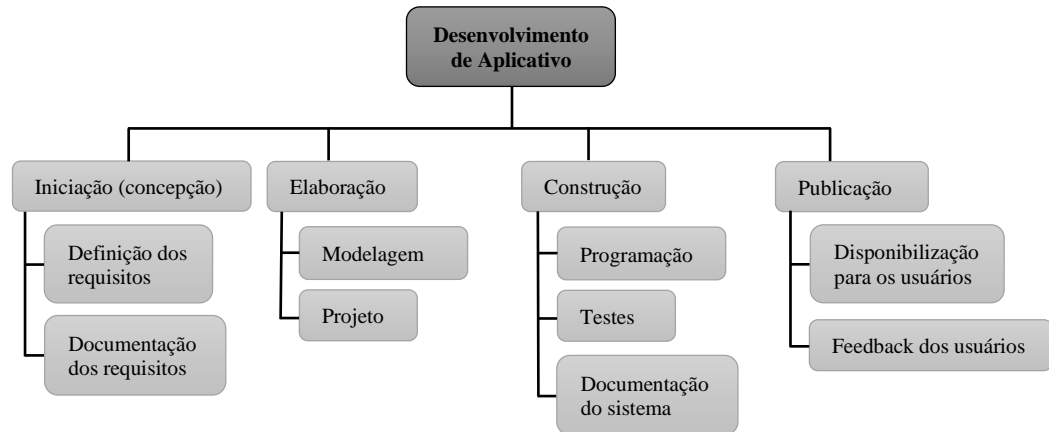 Desenvolvimento
de Aplicativo
Iniciação (concepção)
Definição dos
requisitos
Documentação
dos requisitos
Elaboração
Modelagem
Projeto
Construção
Programação
Testes
Documentação
do sistema
Publicação
Disponibilização
para os usuários
Feedback dos usuários